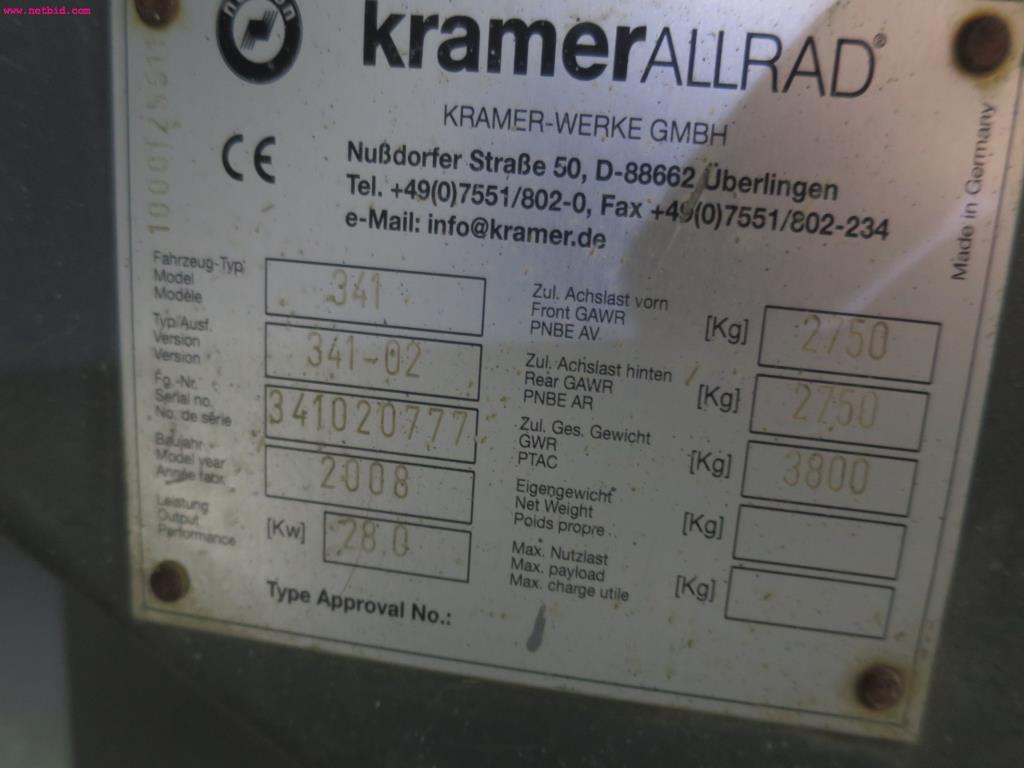 www.netbid.com
kramerALLRAD®
KRAMER-WERKE GMBH
CE
Nußdorfer Straße 50, D-88662 Überlingen
Tel. +49(0)7551/802-0, Fax +49(0)7551/802-234
e-Mail: info@kramer.de
Made in Germany
Fahrzeug-Typ
Model
Modéle
341
Typ/Ausf.
Version
Version
341-02
Fg.-Nr.
Serial no.
No. de série
341020777
Baujahr
Model year
Année fabr.
2008
Leistung
Output
Performance
[Kw]
28.0
Type Approval No.:
Zul. Achslast vorn
Front GAWR
PNBE AV
[Kg]
2750
Zul. Achslast hinten
Rear GAWR
PNBE AR
[Kg]
2750
Zul. Ges. Gewicht
GWR
PTAC
[Kg]
3800
Eigengewicht
Net Weight
Poids propre
[Kg]
Max. Nutzlast
Max. payload
Max. charge utile
[Kg]